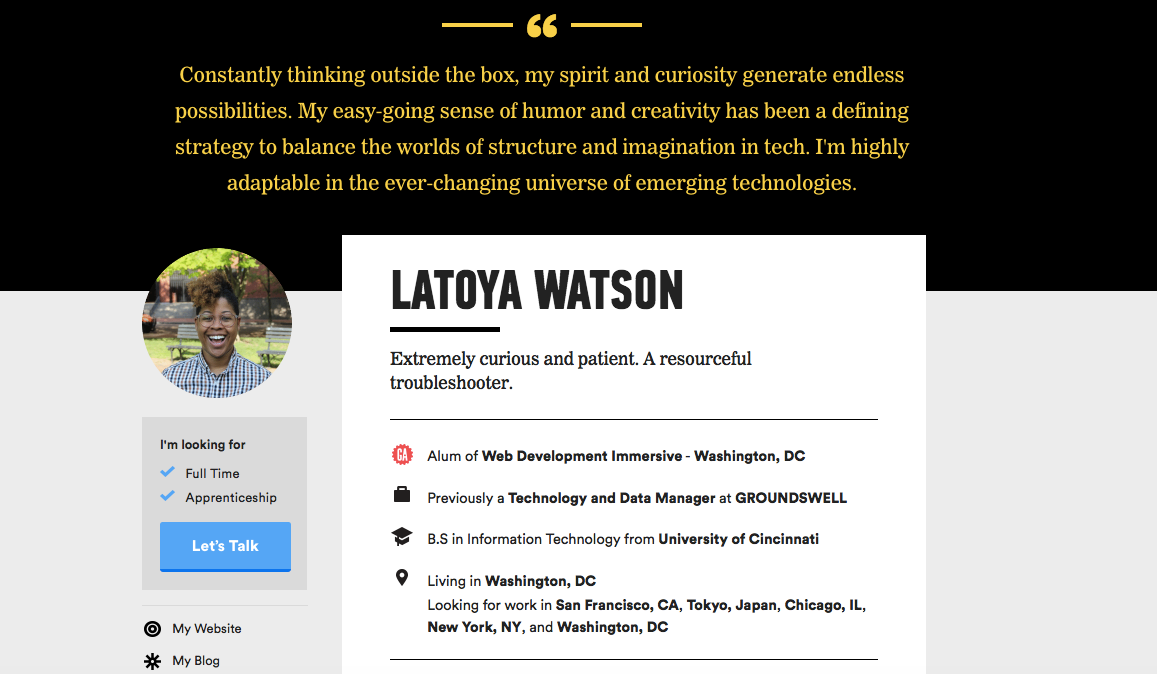 “
Constantly thinking outside the box, my spirit and curiosity generate endless
possibilities. My easy-going sense of humor and creativity has been a defining
strategy to balance the worlds of structure and imagination in tech. I'm highly
adaptable in the ever-changing universe of emerging technologies.
LATOYA WATSON
Extremely curious and patient. A resourceful
troubleshooter.
I'm looking for
Full Time
Apprenticeship
Let’s Talk
My Website
My Blog
GA
Alum of Web Development Immersive - Washington, DC
Previously a Technology and Data Manager at GROUNDSWELL
B.S in Information Technology from University of Cincinnati
Living in Washington, DC
Looking for work in San Francisco, CA, Tokyo, Japan, Chicago, IL,
New York, NY, and Washington, DC